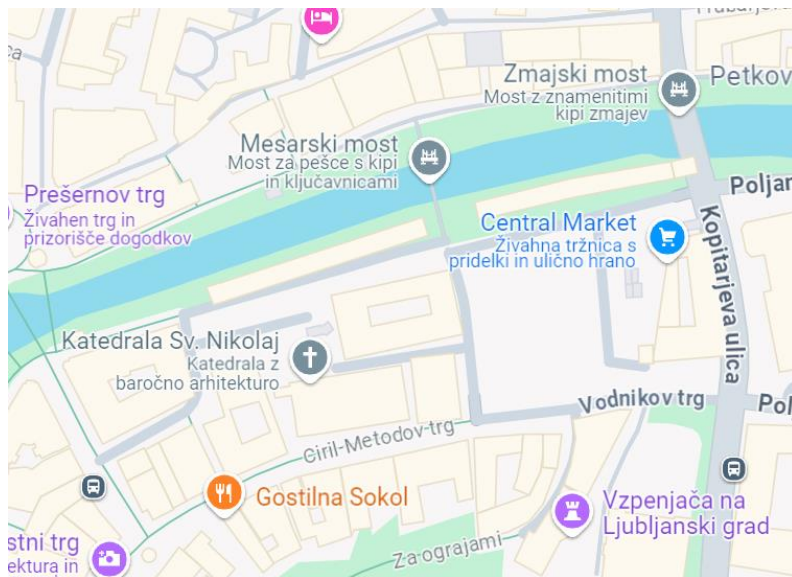 Zmajski most
Most z znamenitimi
kipi zmajev
Petkov
Mesarski most
Most za pešce s kipi
in ključavnicami
Prešernov trg
Živahen trg in
prizorišče dogodkov
Poljan
Central Market
Živahna tržnica s
pridelki in ulično hrano
Kopitarjeva ulica
Katedrala Sv. Nikolaj
Katedrala z
baročno arhitekturo
Vodnikov trg
Pol
Ciril-Metodov trg
Gostilna Sokol
Vzpenjača na
Ljubljanski grad
stni trg
ektura in
Za ograjami